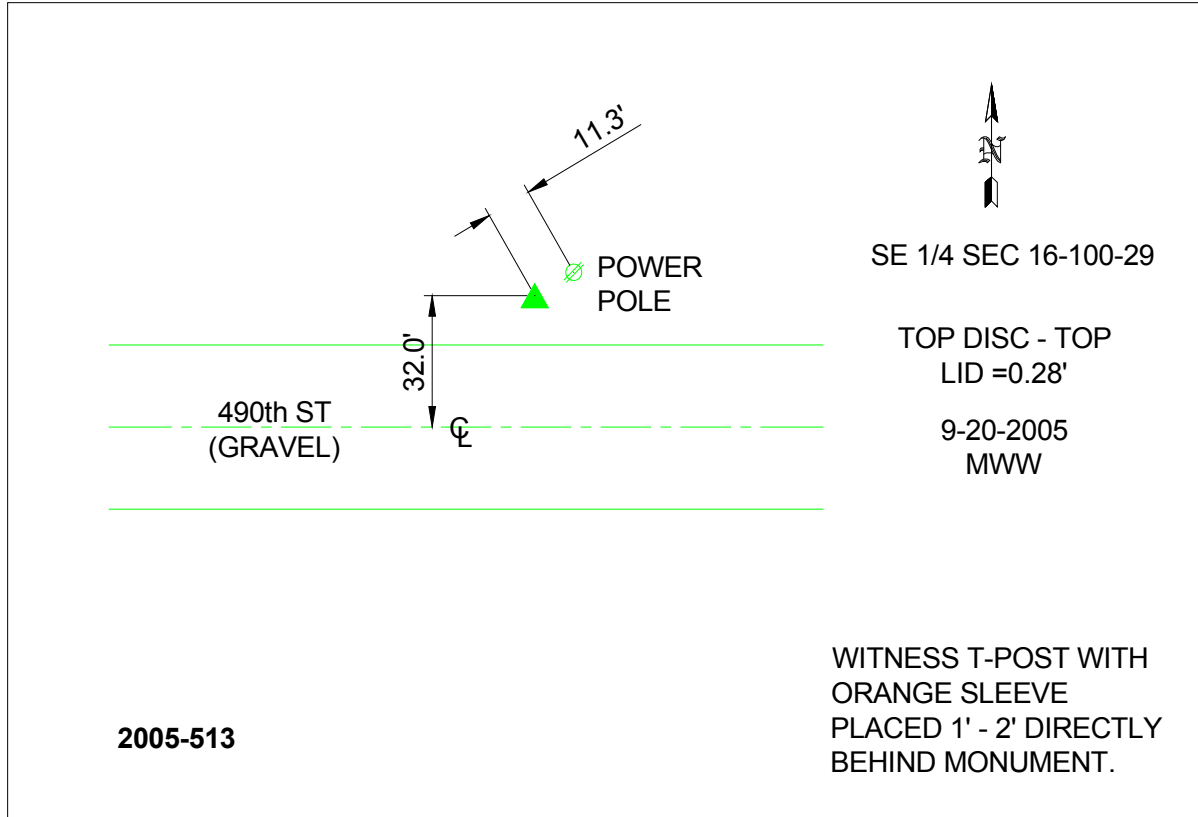 11.3'
N
POWER
POLE
SE 1/4 SEC 16-100-29
32.0'
TOP DISC - TOP
LID =0.28'
490th ST
(GRAVEL)
℄
9-20-2005
MWW
WITNESS T-POST WITH
ORANGE SLEEVE
PLACED 1' - 2' DIRECTLY
BEHIND MONUMENT.
2005-513